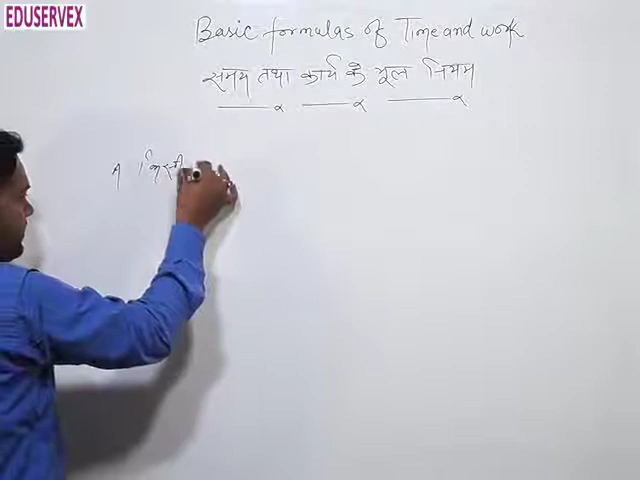 EDUSERVEX
Basic formulas of Time and work
समय तथा कार्य के मूल नियम
A किसी